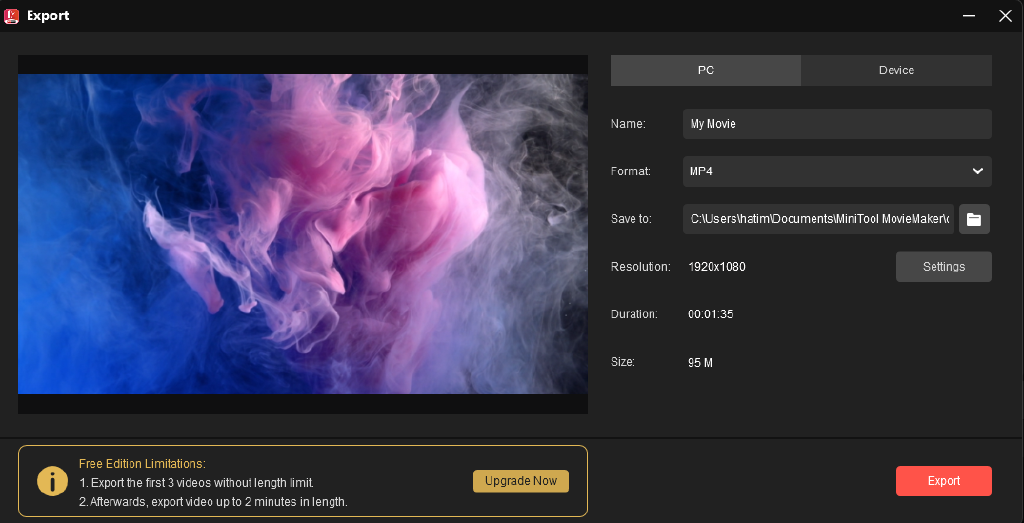 Export
PC
Device
Name:
My Movie
Format:
MP4
Save to:
C:\Users\hatim\Documents\MiniTool MovieMaker\
Resolution:
1920x1080
Settings
Duration:
00:01:35
Size:
95 M
Free Edition Limitations:
1. Export the first 3 videos without length limit.
2. Afterwards, export video up to 2 minutes in length.
Upgrade Now
Export